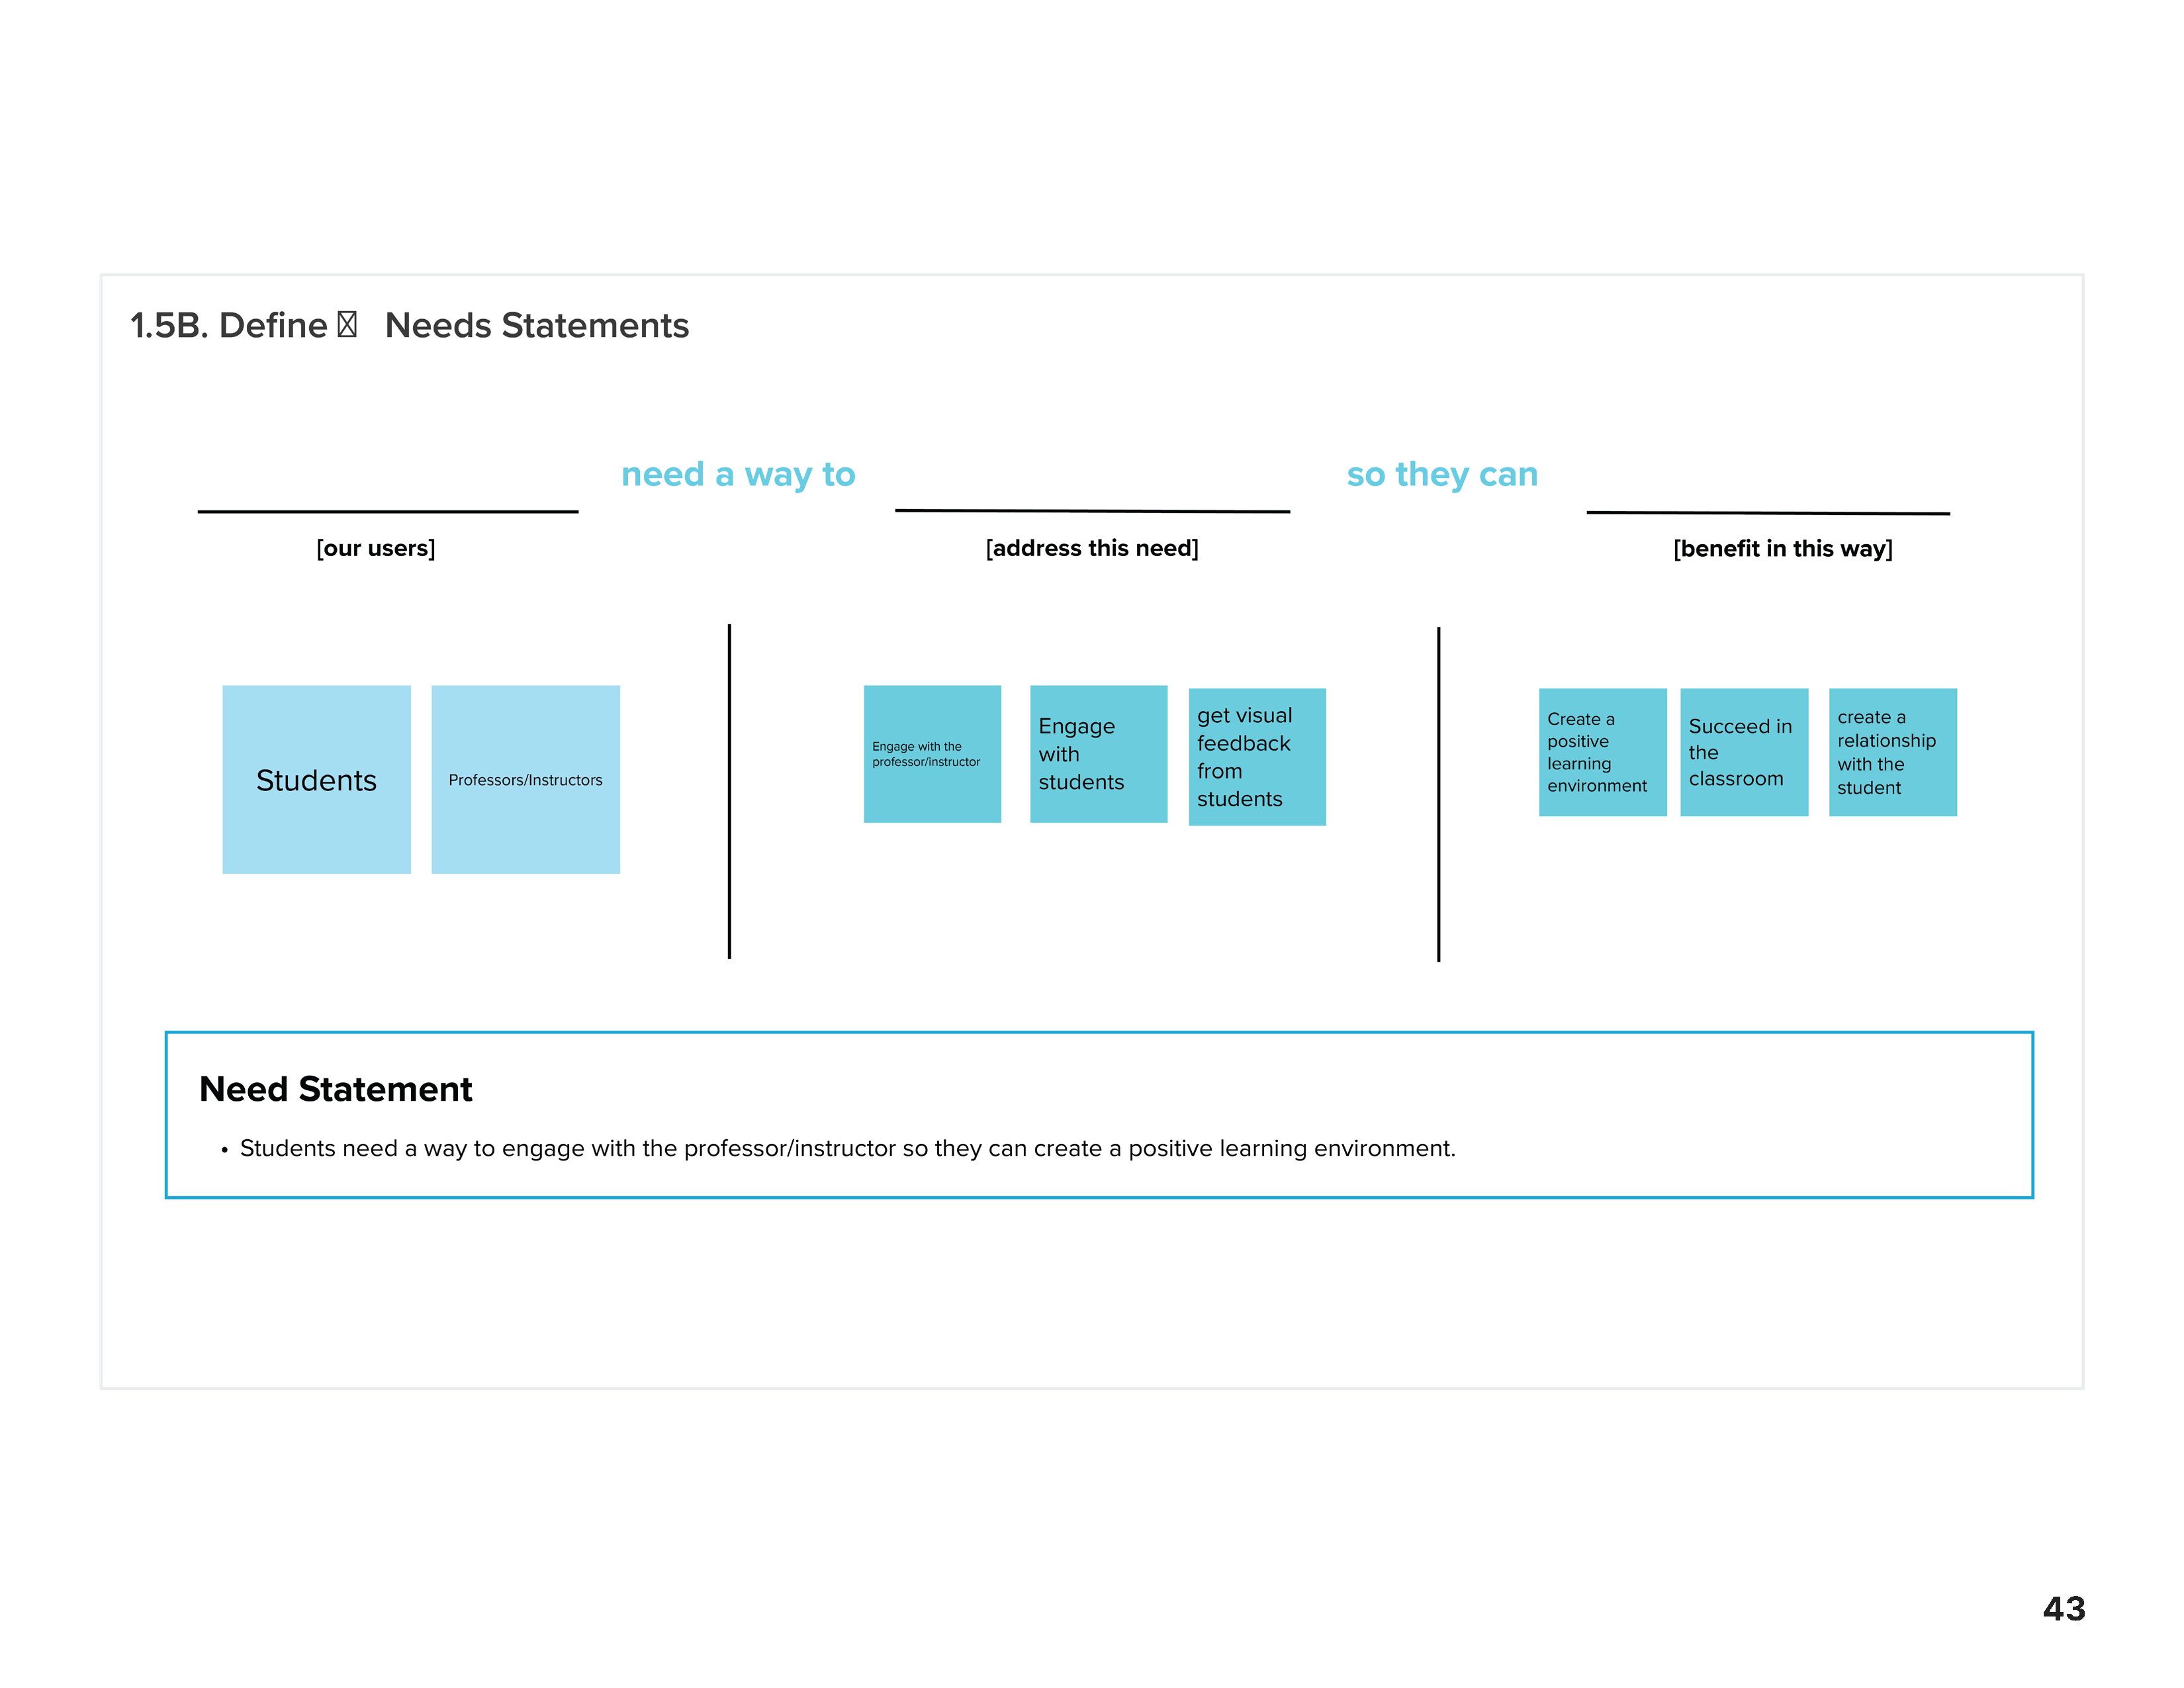 1.5B. Define Needs Statements
need a way to
so they can
[our users]
[address this need]
[benefit in this way]
Students
Professors/Instructors
Engage with the
professor/instructor
Engage
with
students
get visual
feedback
from
students
Create a
positive
learning
environment
Succeed in
the
classroom
create a
relationship
with the
student
Need Statement
• Students need a way to engage with the professor/instructor so they can create a positive learning environment.
43